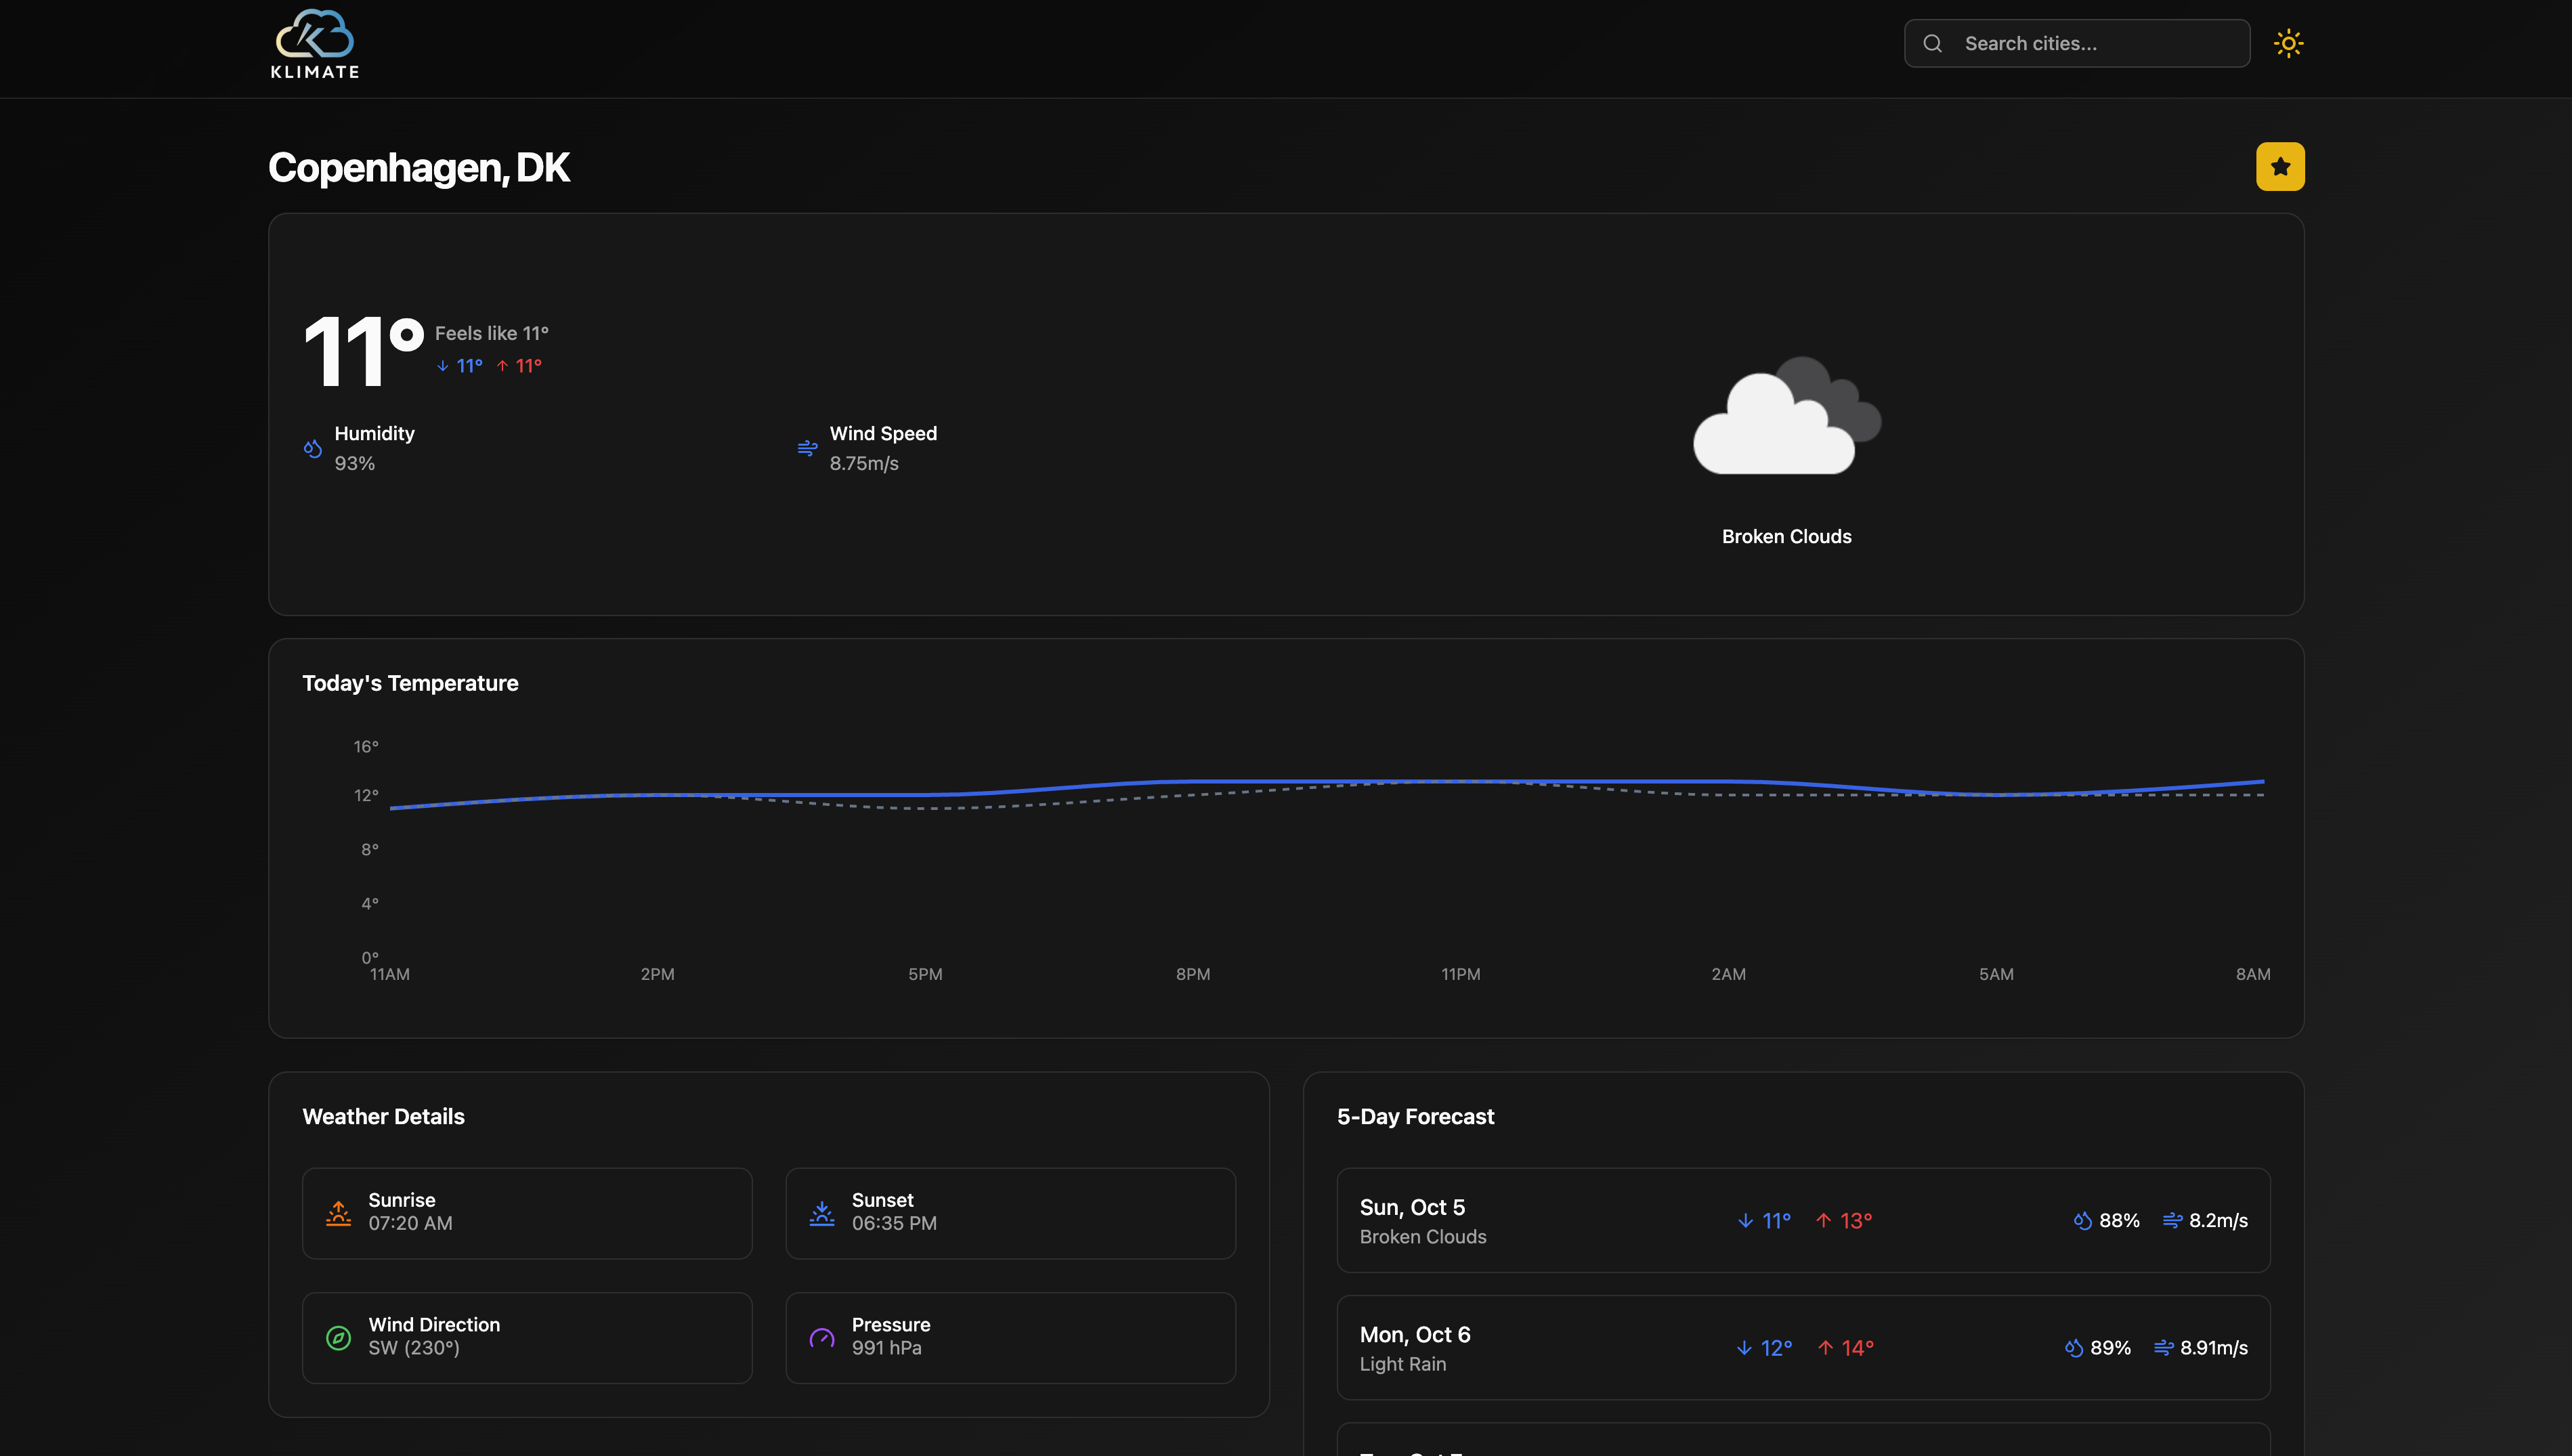 KLIMATE
Search cities...
Copenhagen, DK
11°
Feels like 11°
↓ 11° ↑ 11°
Humidity
93%
Wind Speed
8.75m/s
Broken Clouds
Today's Temperature
16°
12°
8°
4°
0°
11AM 2PM 5PM 8PM 11PM 2AM 5AM 8AM
Weather Details
Sunrise
07:20 AM
Sunset
06:35 PM
Wind Direction
SW (230°)
Pressure
991 hPa
5-Day Forecast
Sun, Oct 5
Broken Clouds
↓ 11° ↑ 13°
88% 8.2m/s
Mon, Oct 6
Light Rain
↓ 12° ↑ 14°
89% 8.91m/s